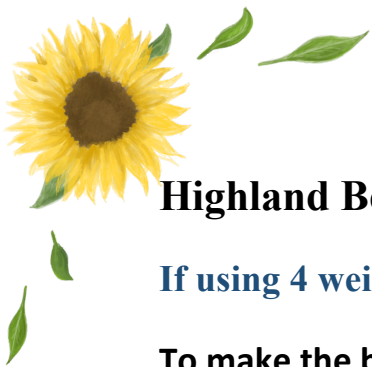 Highland
If using 4
To make the